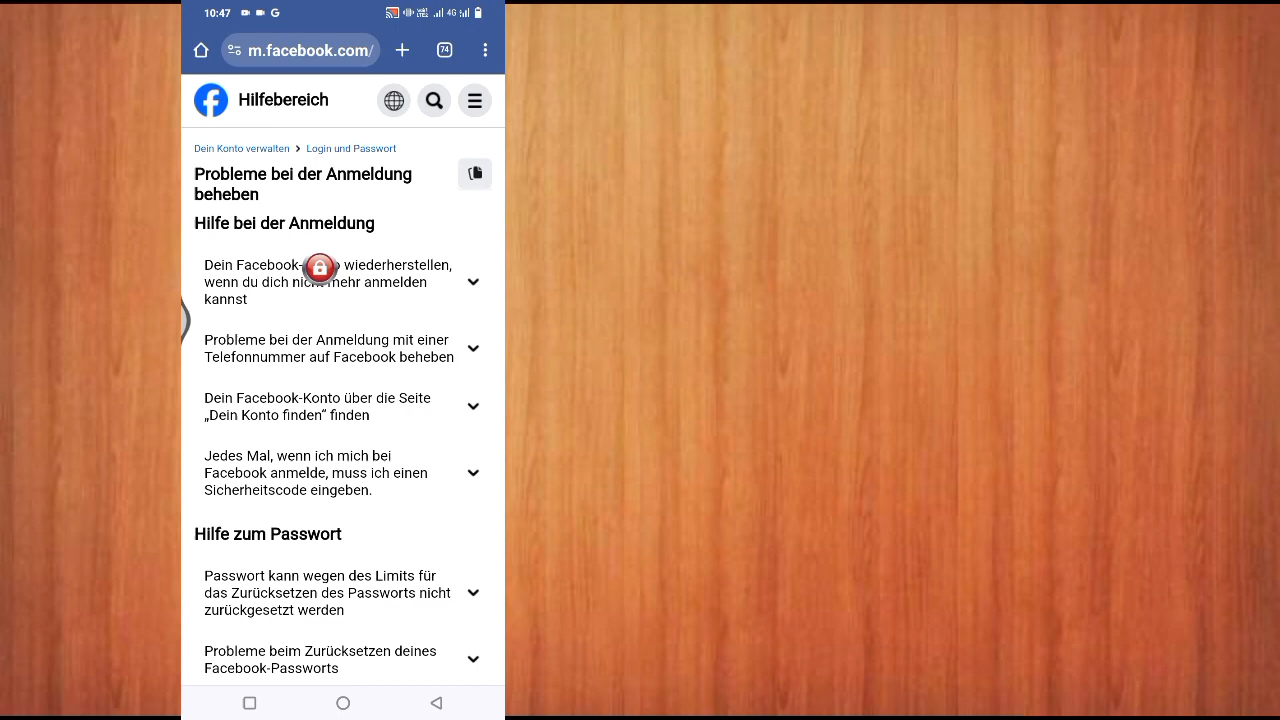 10:47
4G
m.facebook.com/
74
Hilfebereich
Dein Konto verwalten > Login und Passwort
Probleme bei der Anmeldung
beheben
Hilfe bei der Anmeldung
Dein Facebook- wiederherstellen,
wenn du dich nicht mehr anmelden
kannst
Probleme bei der Anmeldung mit einer
Telefonnummer auf Facebook beheben
Dein Facebook-Konto über die Seite
„Dein Konto finden“ finden
Jedes Mal, wenn ich mich bei
Facebook anmelde, muss ich einen
Sicherheitscode eingeben.
Hilfe zum Passwort
Passwort kann wegen des Limits für
das Zurücksetzen des Passworts nicht
zurückgesetzt werden
Probleme beim Zurücksetzen deines
Facebook-Passworts